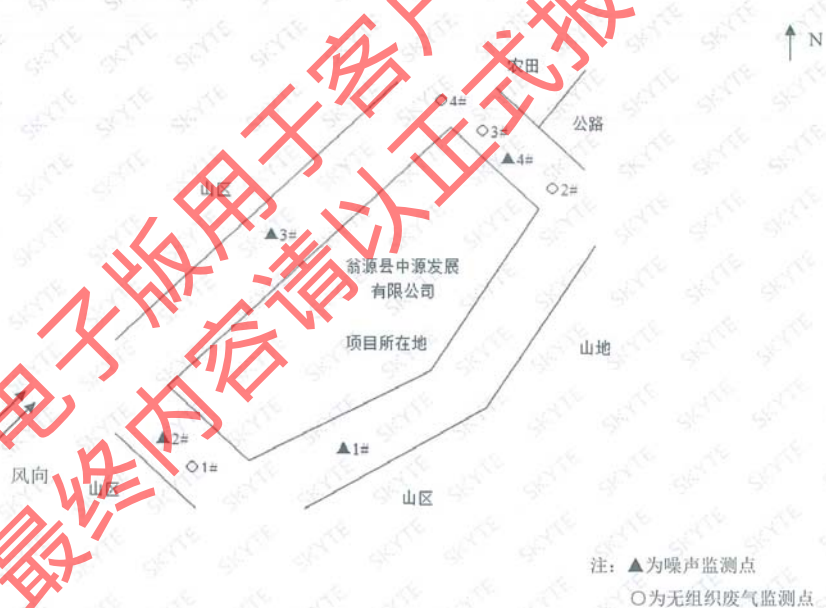 N
农田
○4#
○3#
公路
▲4#
○2#
山区
▲3#
翁源县中源发展
有限公司
项目所在地
山地
▲2#
▲1#
○1#
风向
山区
山区
注：▲为噪声监测点
○为无组织废气监测点
电子版用于客户
最终内容请以正式报
SKYTE